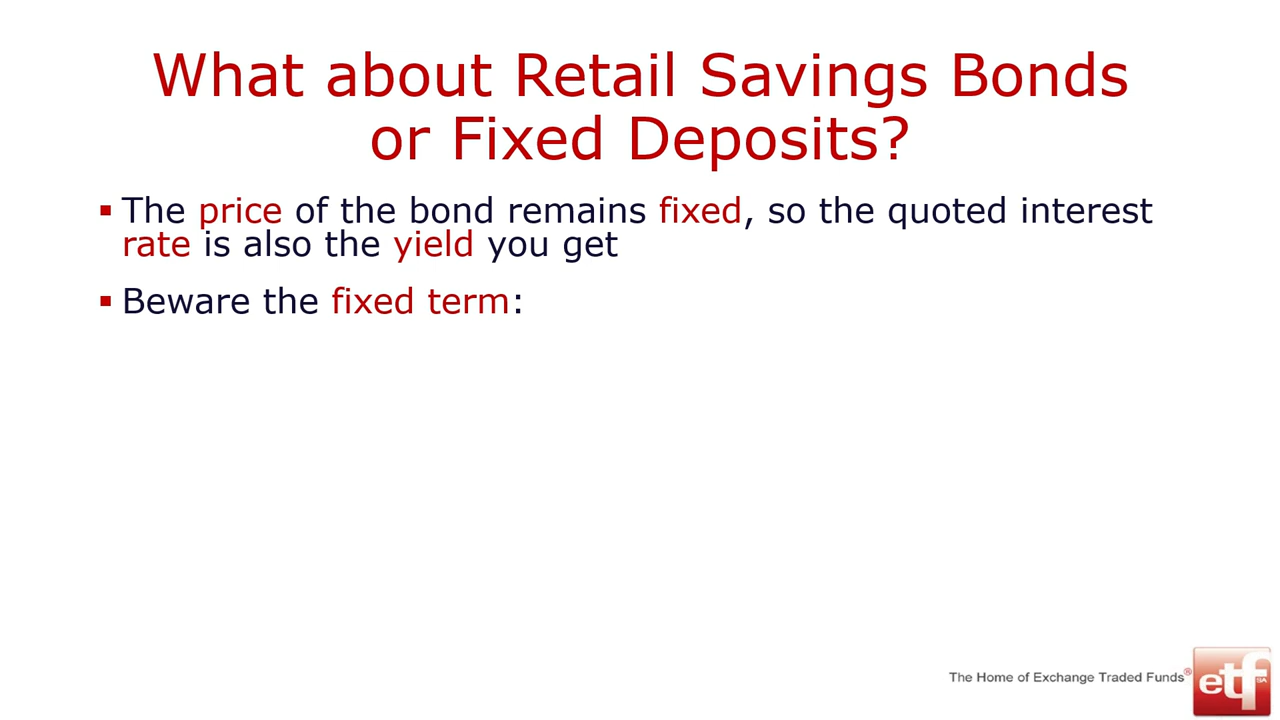 What about Retail Savings Bonds
or Fixed Deposits?
▪ The price of the bond remains fixed, so the quoted interest
rate is also the yield you get
▪ Beware the fixed term:
The Home of Exchange Traded Funds®
etf
SA